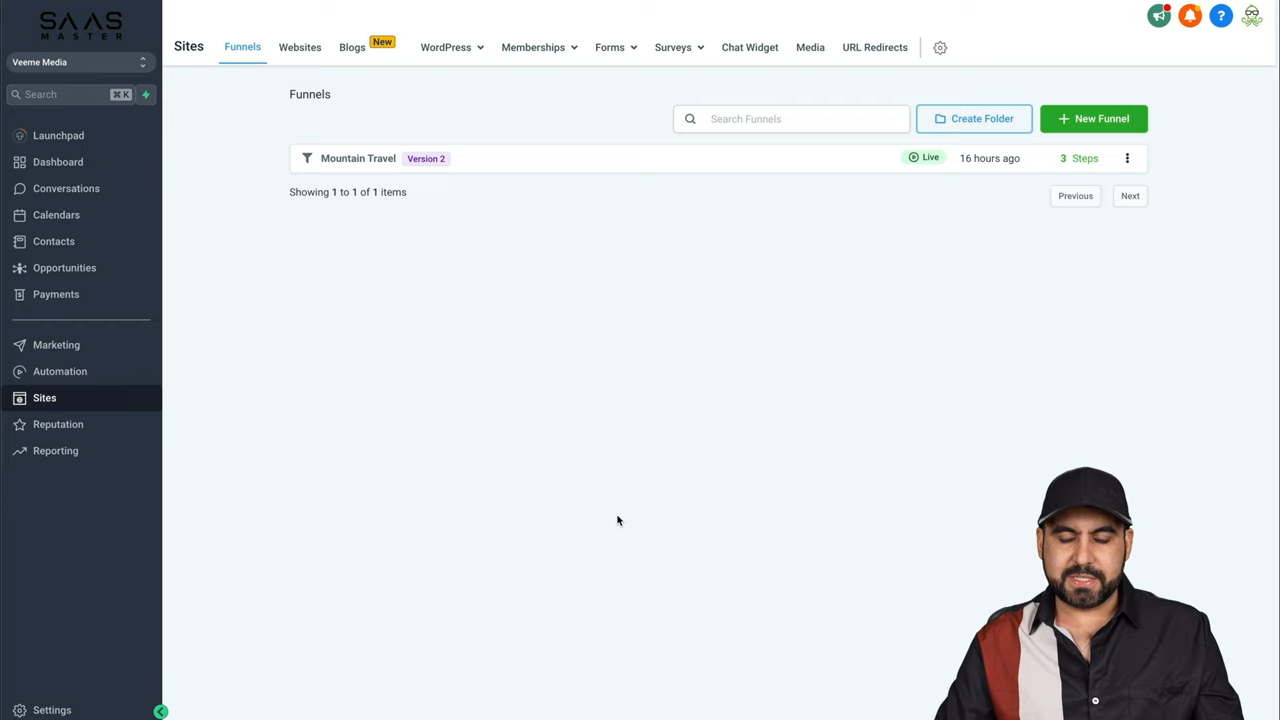 SAAS
MASTER
Veeme Media
Search ⌘ K
Launchpad
Dashboard
Conversations
Calendars
Contacts
Opportunities
Payments
Marketing
Automation
Sites
Reputation
Reporting
Settings
Sites Funnels Websites Blogs New WordPress Memberships Forms Surveys Chat Widget Media URL Redirects
?
Funnels
Search Funnels Create Folder + New Funnel
Mountain Travel Version 2 Live 16 hours ago 3 Steps
Showing 1 to 1 of 1 items Previous Next